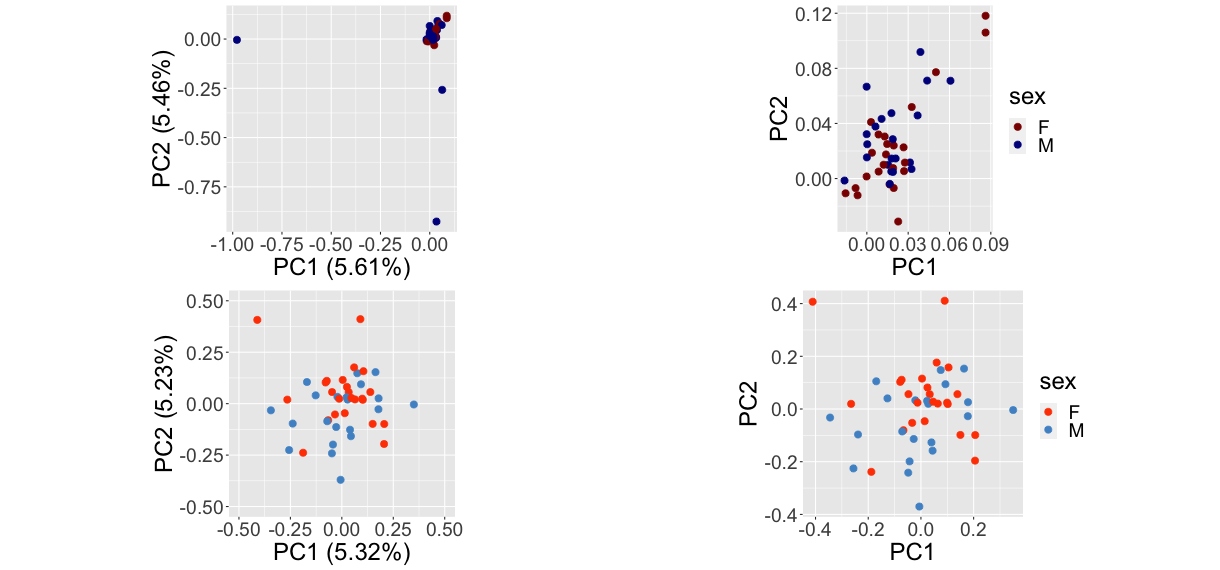 PC2 (5.46%)
0.00
-0.25
-0.50
-0.75
-1.00 -0.75 -0.50 -0.25 0.00
PC1 (5.61%)
PC2
0.12
0.08
0.04
0.00
0.00 0.03 0.06 0.09
PC1
sex
F
M
PC2 (5.23%)
0.50
0.25
0.00
-0.25
-0.50
-0.50 -0.25 0.00 0.25 0.50
PC1 (5.32%)
PC2
0.4
0.2
0.0
-0.2
-0.4
-0.4 -0.2 0.0 0.2
PC1
sex
F
M